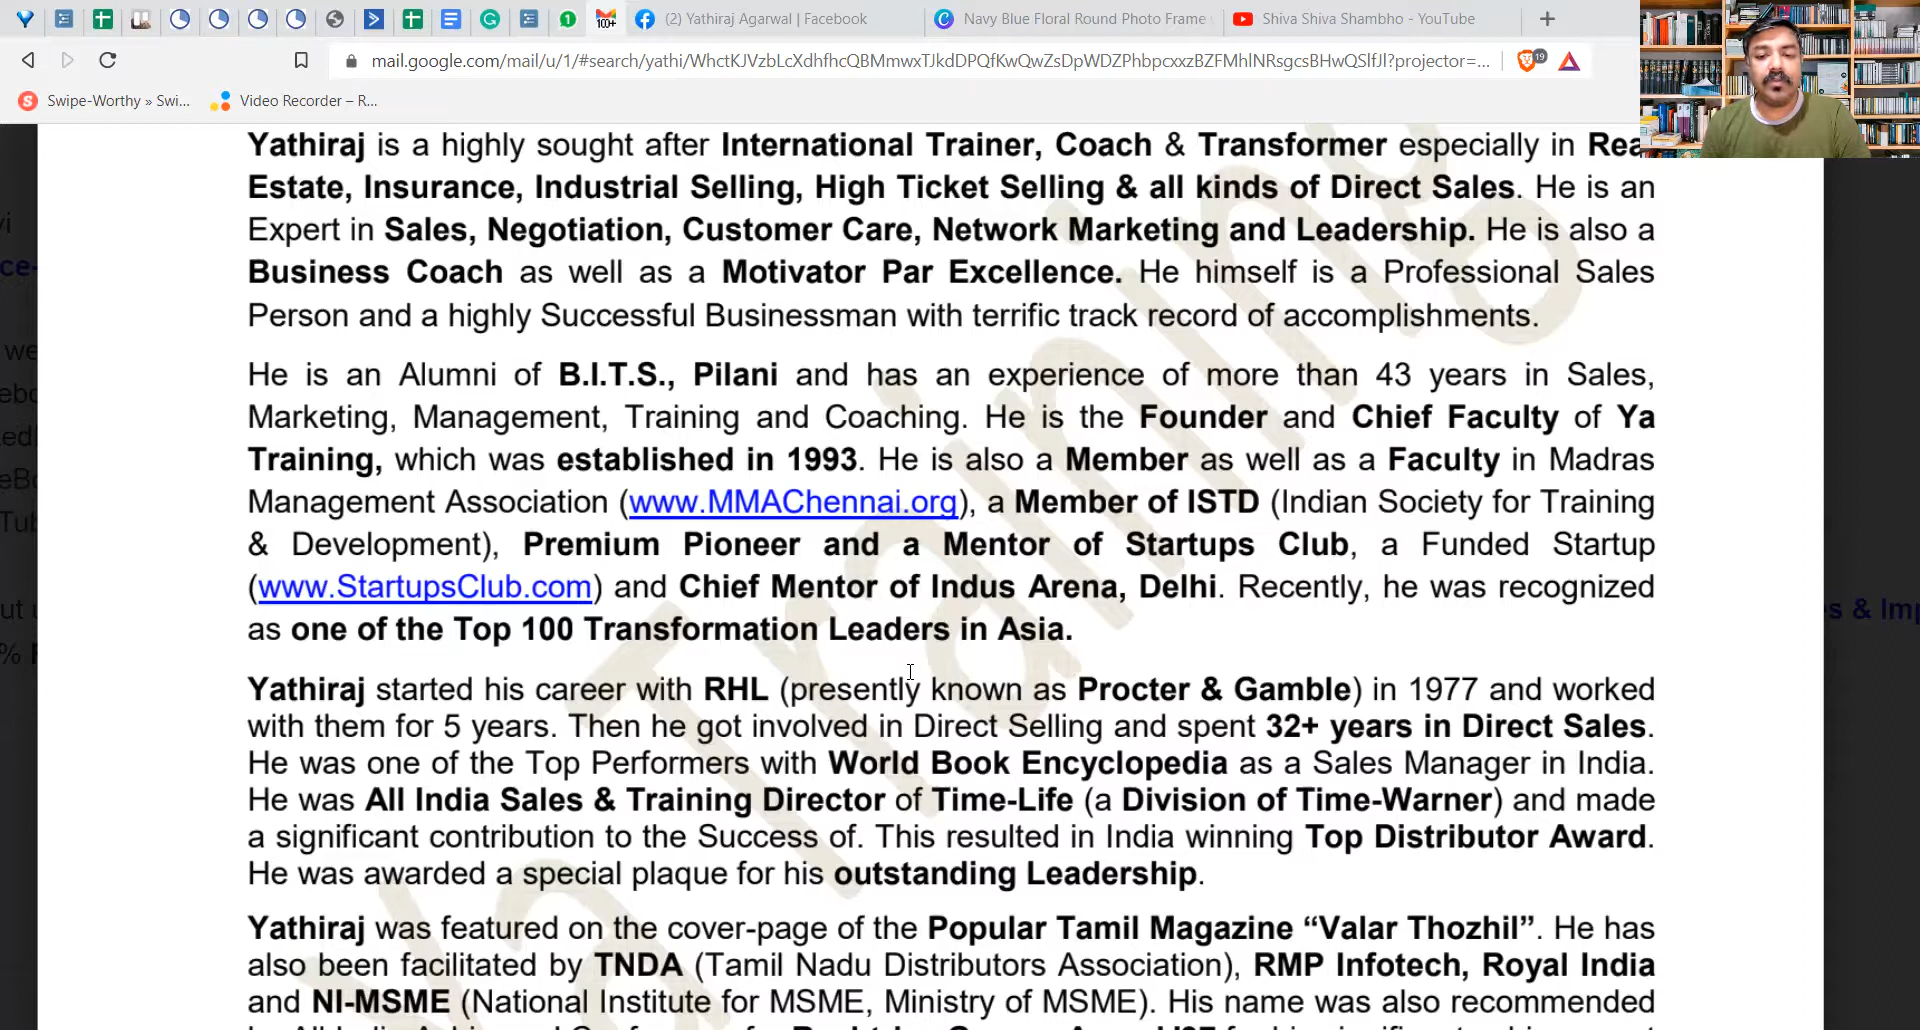 (2) Yathiraj Agarwal | Facebook
Navy Blue Floral Round Photo Frame
Shiva Shiva Shambho - YouTube
mail.google.com/mail/u/1/#search/yathi/WhctKJVzbLcXdhfhcQBMmwxTJkdDPQfKwQwZsDpWDZPhbpcxxzBZFMhlNRsgcsBHwQSlfJl?projector=...
19
Swipe-Worthy » Swi...
Video Recorder – R...
Yathiraj is a highly sought after International Trainer, Coach & Transformer especially in Rea
Estate, Insurance, Industrial Selling, High Ticket Selling & all kinds of Direct Sales. He is an
Expert in Sales, Negotiation, Customer Care, Network Marketing and Leadership. He is also a
Business Coach as well as a Motivator Par Excellence. He himself is a Professional Sales
Person and a highly Successful Businessman with terrific track record of accomplishments.
He is an Alumni of B.I.T.S., Pilani and has an experience of more than 43 years in Sales,
Marketing, Management, Training and Coaching. He is the Founder and Chief Faculty of Ya
Training, which was established in 1993. He is also a Member as well as a Faculty in Madras
Management Association (www.MMAChennai.org), a Member of ISTD (Indian Society for Training
& Development), Premium Pioneer and a Mentor of Startups Club, a Funded Startup
(www.StartupsClub.com) and Chief Mentor of Indus Arena, Delhi. Recently, he was recognized
as one of the Top 100 Transformation Leaders in Asia.
Yathiraj started his career with RHL (presently known as Procter & Gamble) in 1977 and worked
with them for 5 years. Then he got involved in Direct Selling and spent 32+ years in Direct Sales.
He was one of the Top Performers with World Book Encyclopedia as a Sales Manager in India.
He was All India Sales & Training Director of Time-Life (a Division of Time-Warner) and made
a significant contribution to the Success of. This resulted in India winning Top Distributor Award.
He was awarded a special plaque for his outstanding Leadership.
Yathiraj was featured on the cover-page of the Popular Tamil Magazine “Valar Thozhil”. He has
also been facilitated by TNDA (Tamil Nadu Distributors Association), RMP Infotech, Royal India
and NI-MSME (National Institute for MSME, Ministry of MSME). His name was also recommended
Ya Training